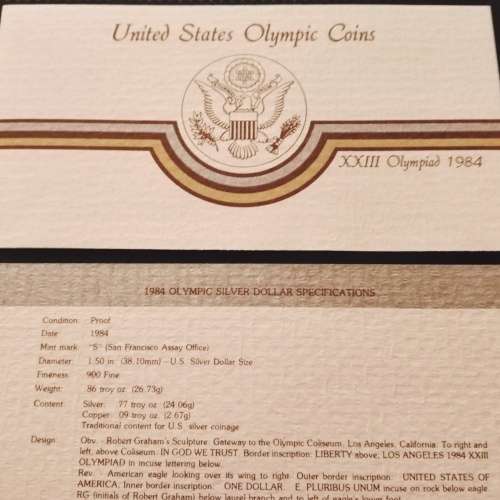 United States Olympic Coins
XXIII Olympiad 1984
1984 OLYMPIC SILVER DOLLAR SPECIFICATIONS
Condition: Proof
Date: 1984
Mint mark: "S" (San Francisco Assay Office)
Diameter: 1.50 in. (38.10mm) - U.S. Silver Dollar Size
Fineness: 900 Fine
Weight: .86 troy oz. (26.73g)
Content: Silver: .77 troy oz. (24.06g)
Copper: .09 troy oz. (2.67g)
Traditional content for U.S. silver coinage
Design: Obv. - Robert Graham's Sculpture. Gateway to the Olympic Coliseum, Los Angeles, California. To right and
left, above Coliseum, IN GOD WE TRUST. Border inscription: LIBERTY above; LOS ANGELES 1984 XXIII
OLYMPIAD in incuse lettering below.
Rev. - American eagle looking over its wing to right. Outer border inscription: UNITED STATES OF
AMERICA; Inner border inscription: ONE DOLLAR. E. PLURIBUS UNUM incuse on rock below eagle
RG (initials of Robert Graham) below laurel branch and to left of eagle's